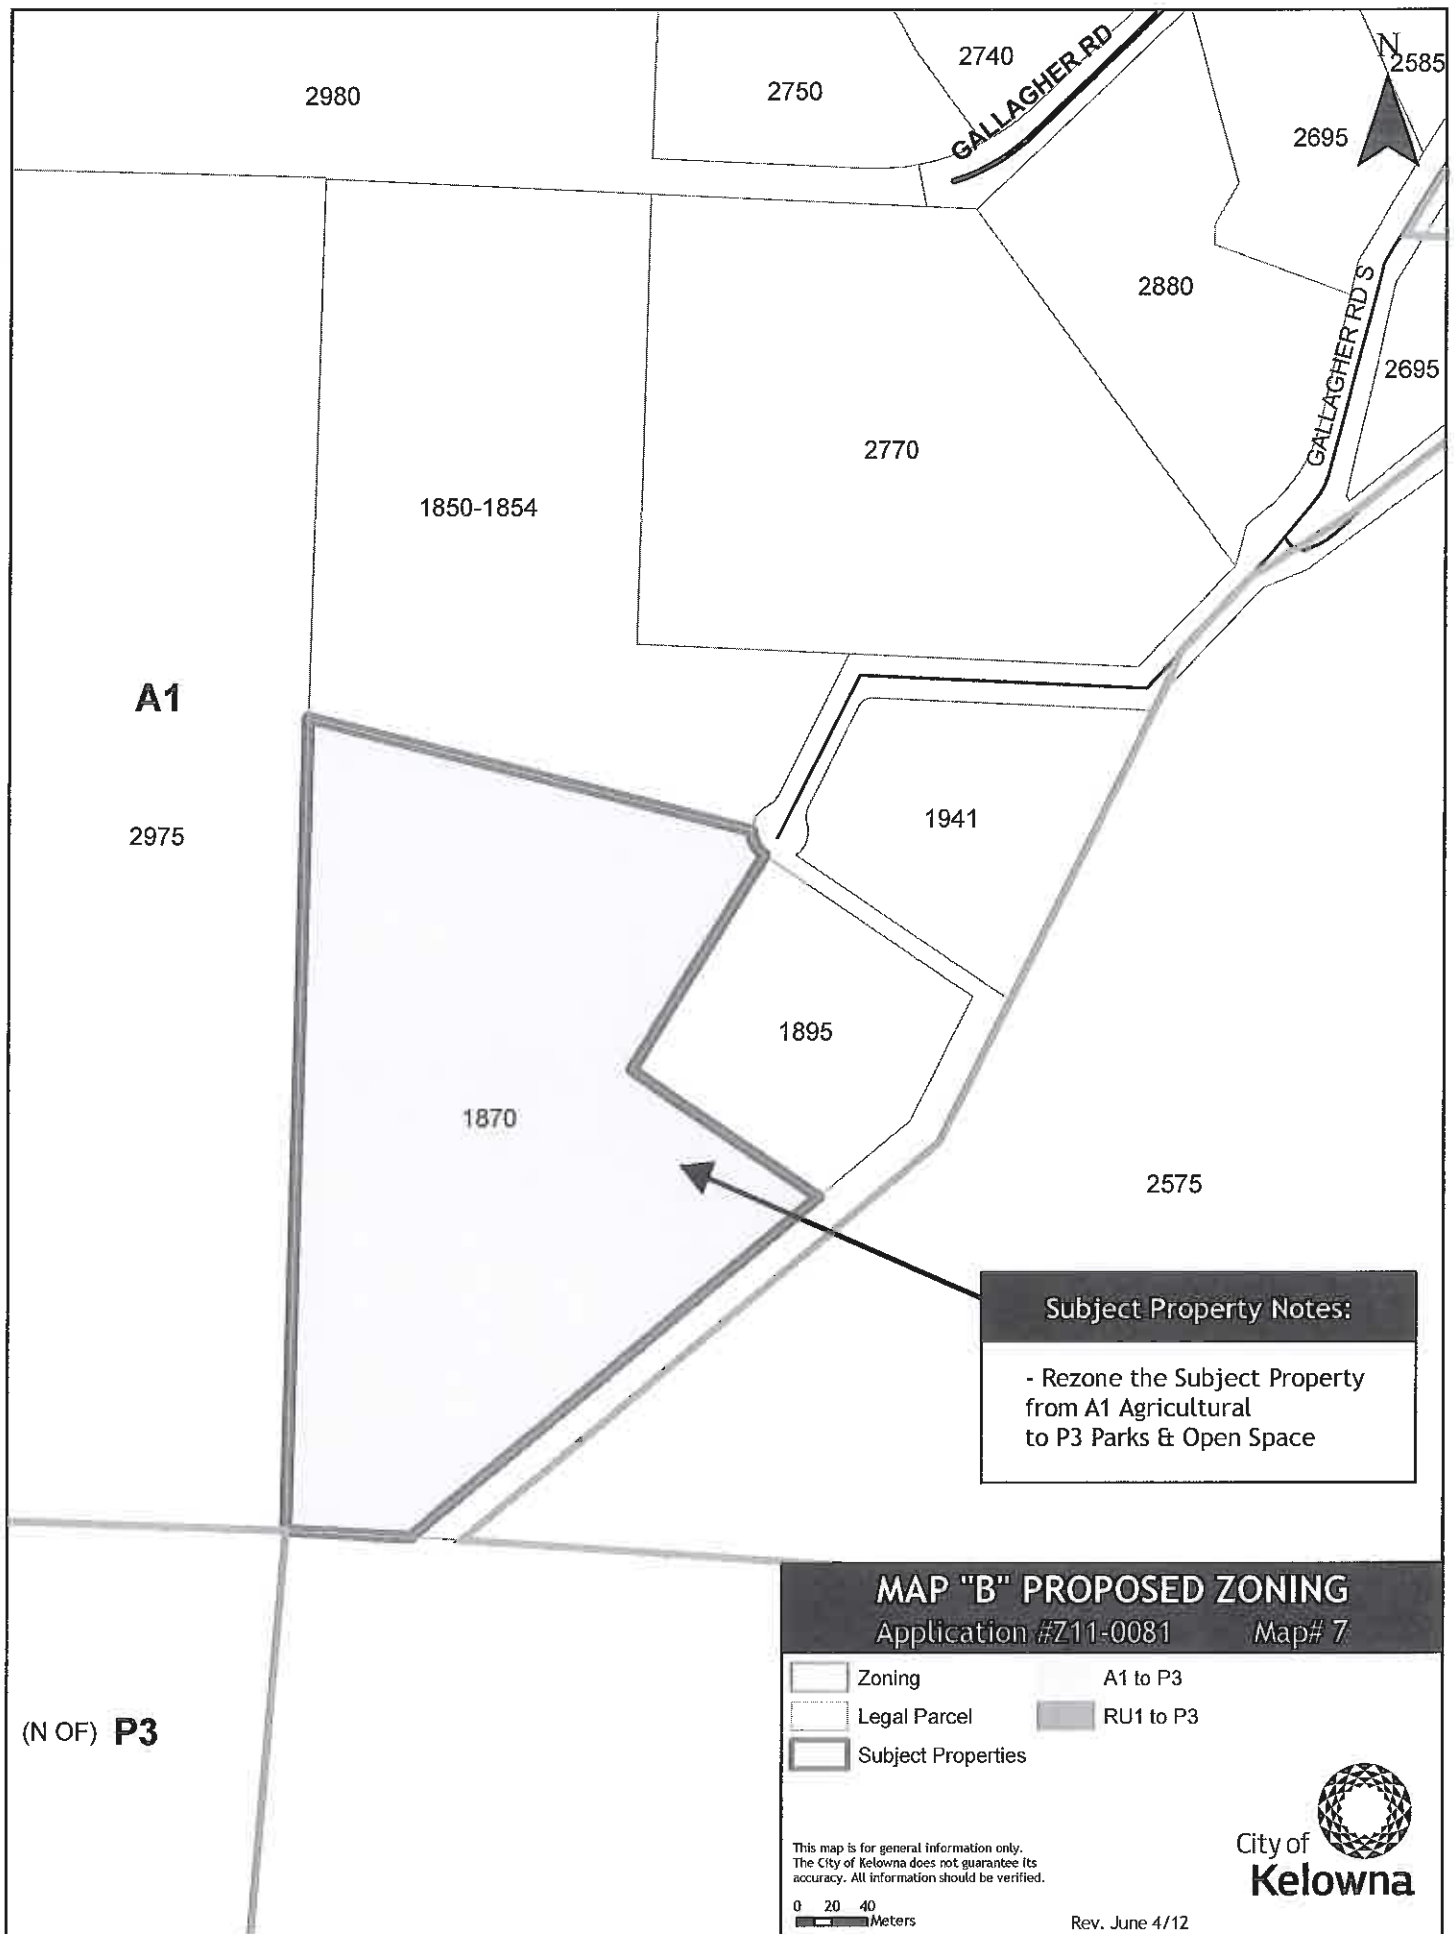 N
2740
2585
2750
2980
GALLAGHER RD
2695
2880
GALLAGHER RD S
2695
2770
1850-1854
A1
1941
2975
1895
1870
2575
Subject Property Notes:
- Rezone the Subject Property
from A1 Agricultural
to P3 Parks & Open Space
MAP "B" PROPOSED ZONING
Application #Z11-0081 Map# 7
Zoning A1 to P3
Legal Parcel RU1 to P3
Subject Properties
(N OF) P3
This map is for general information only.
The City of Kelowna does not guarantee its
accuracy. All information should be verified.
City of
Kelowna
0 20 40
Meters
Rev. June 4/12